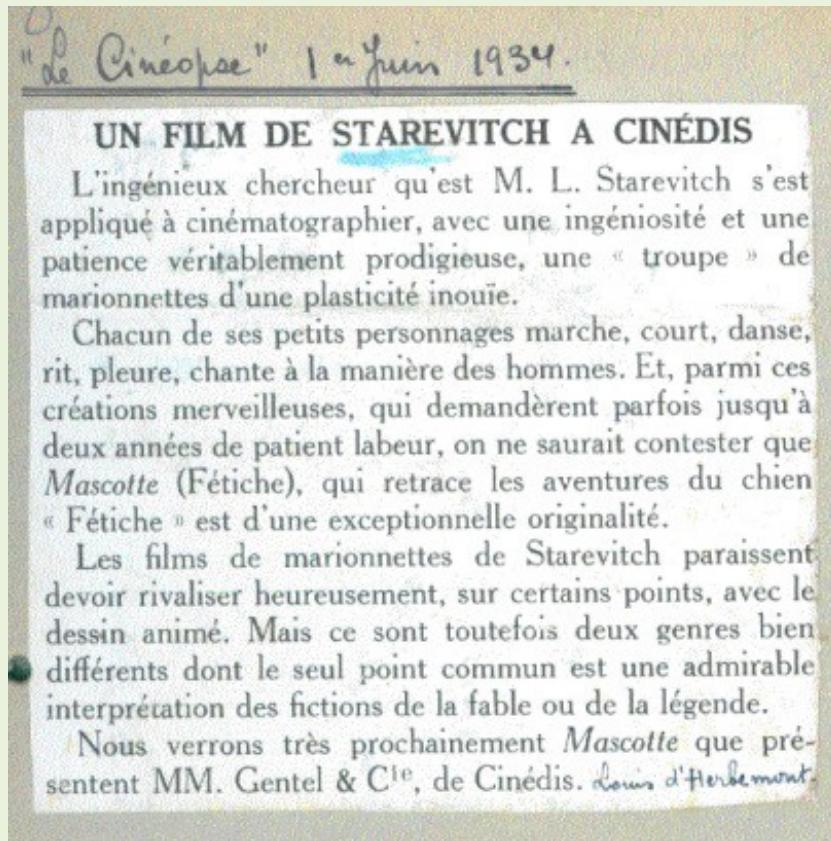 "Le Cinéopse" 1er Juin 1934.
UN FILM DE STAREVITCH A CINÉDIS
L'ingénieux chercheur qu'est M. L. Starevitch s'est
appliqué à cinématographier, avec une ingéniosité et une
patience véritablement prodigieuse, une « troupe » de
marionnettes d'une plasticité inouïe.
Chacun de ses petits personnages marche, court, danse,
rit, pleure, chante à la manière des hommes. Et, parmi ces
créations merveilleuses, qui demandèrent parfois jusqu'à
deux années de patient labeur, on ne saurait contester que
Mascotte (Fétiche), qui retrace les aventures du chien
« Fétiche » est d'une exceptionnelle originalité.
Les films de marionnettes de Starevitch paraissent
devoir rivaliser heureusement, sur certains points, avec le
dessin animé. Mais ce sont toutefois deux genres bien
différents dont le seul point commun est une admirable
interprétation des fictions de la fable ou de la légende.
Nous verrons très prochainement Mascotte que pré-
sentent MM. Gentel & Cie, de Cinédis. Louis d'Herbemont.